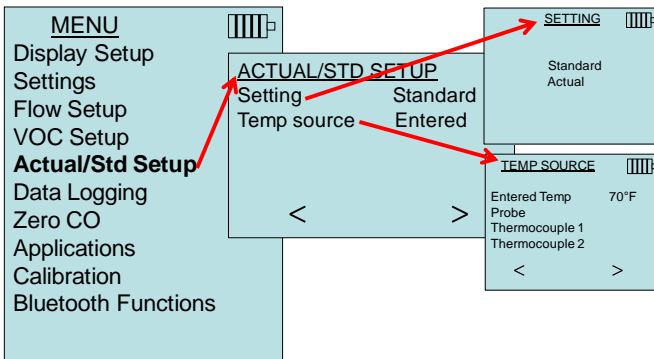 MENU
Display Setup
Settings
Flow Setup
VOC Setup
Actual/Std Setup
Data Logging
Zero CO
Applications
Calibration
Bluetooth Functions
ACTUAL/STD SETUP
Setting Standard
Temp source Entered
< >
SETTING
Standard
Actual
TEMP SOURCE
Entered Temp 70°F
Probe
Thermocouple 1
Thermocouple 2
< >